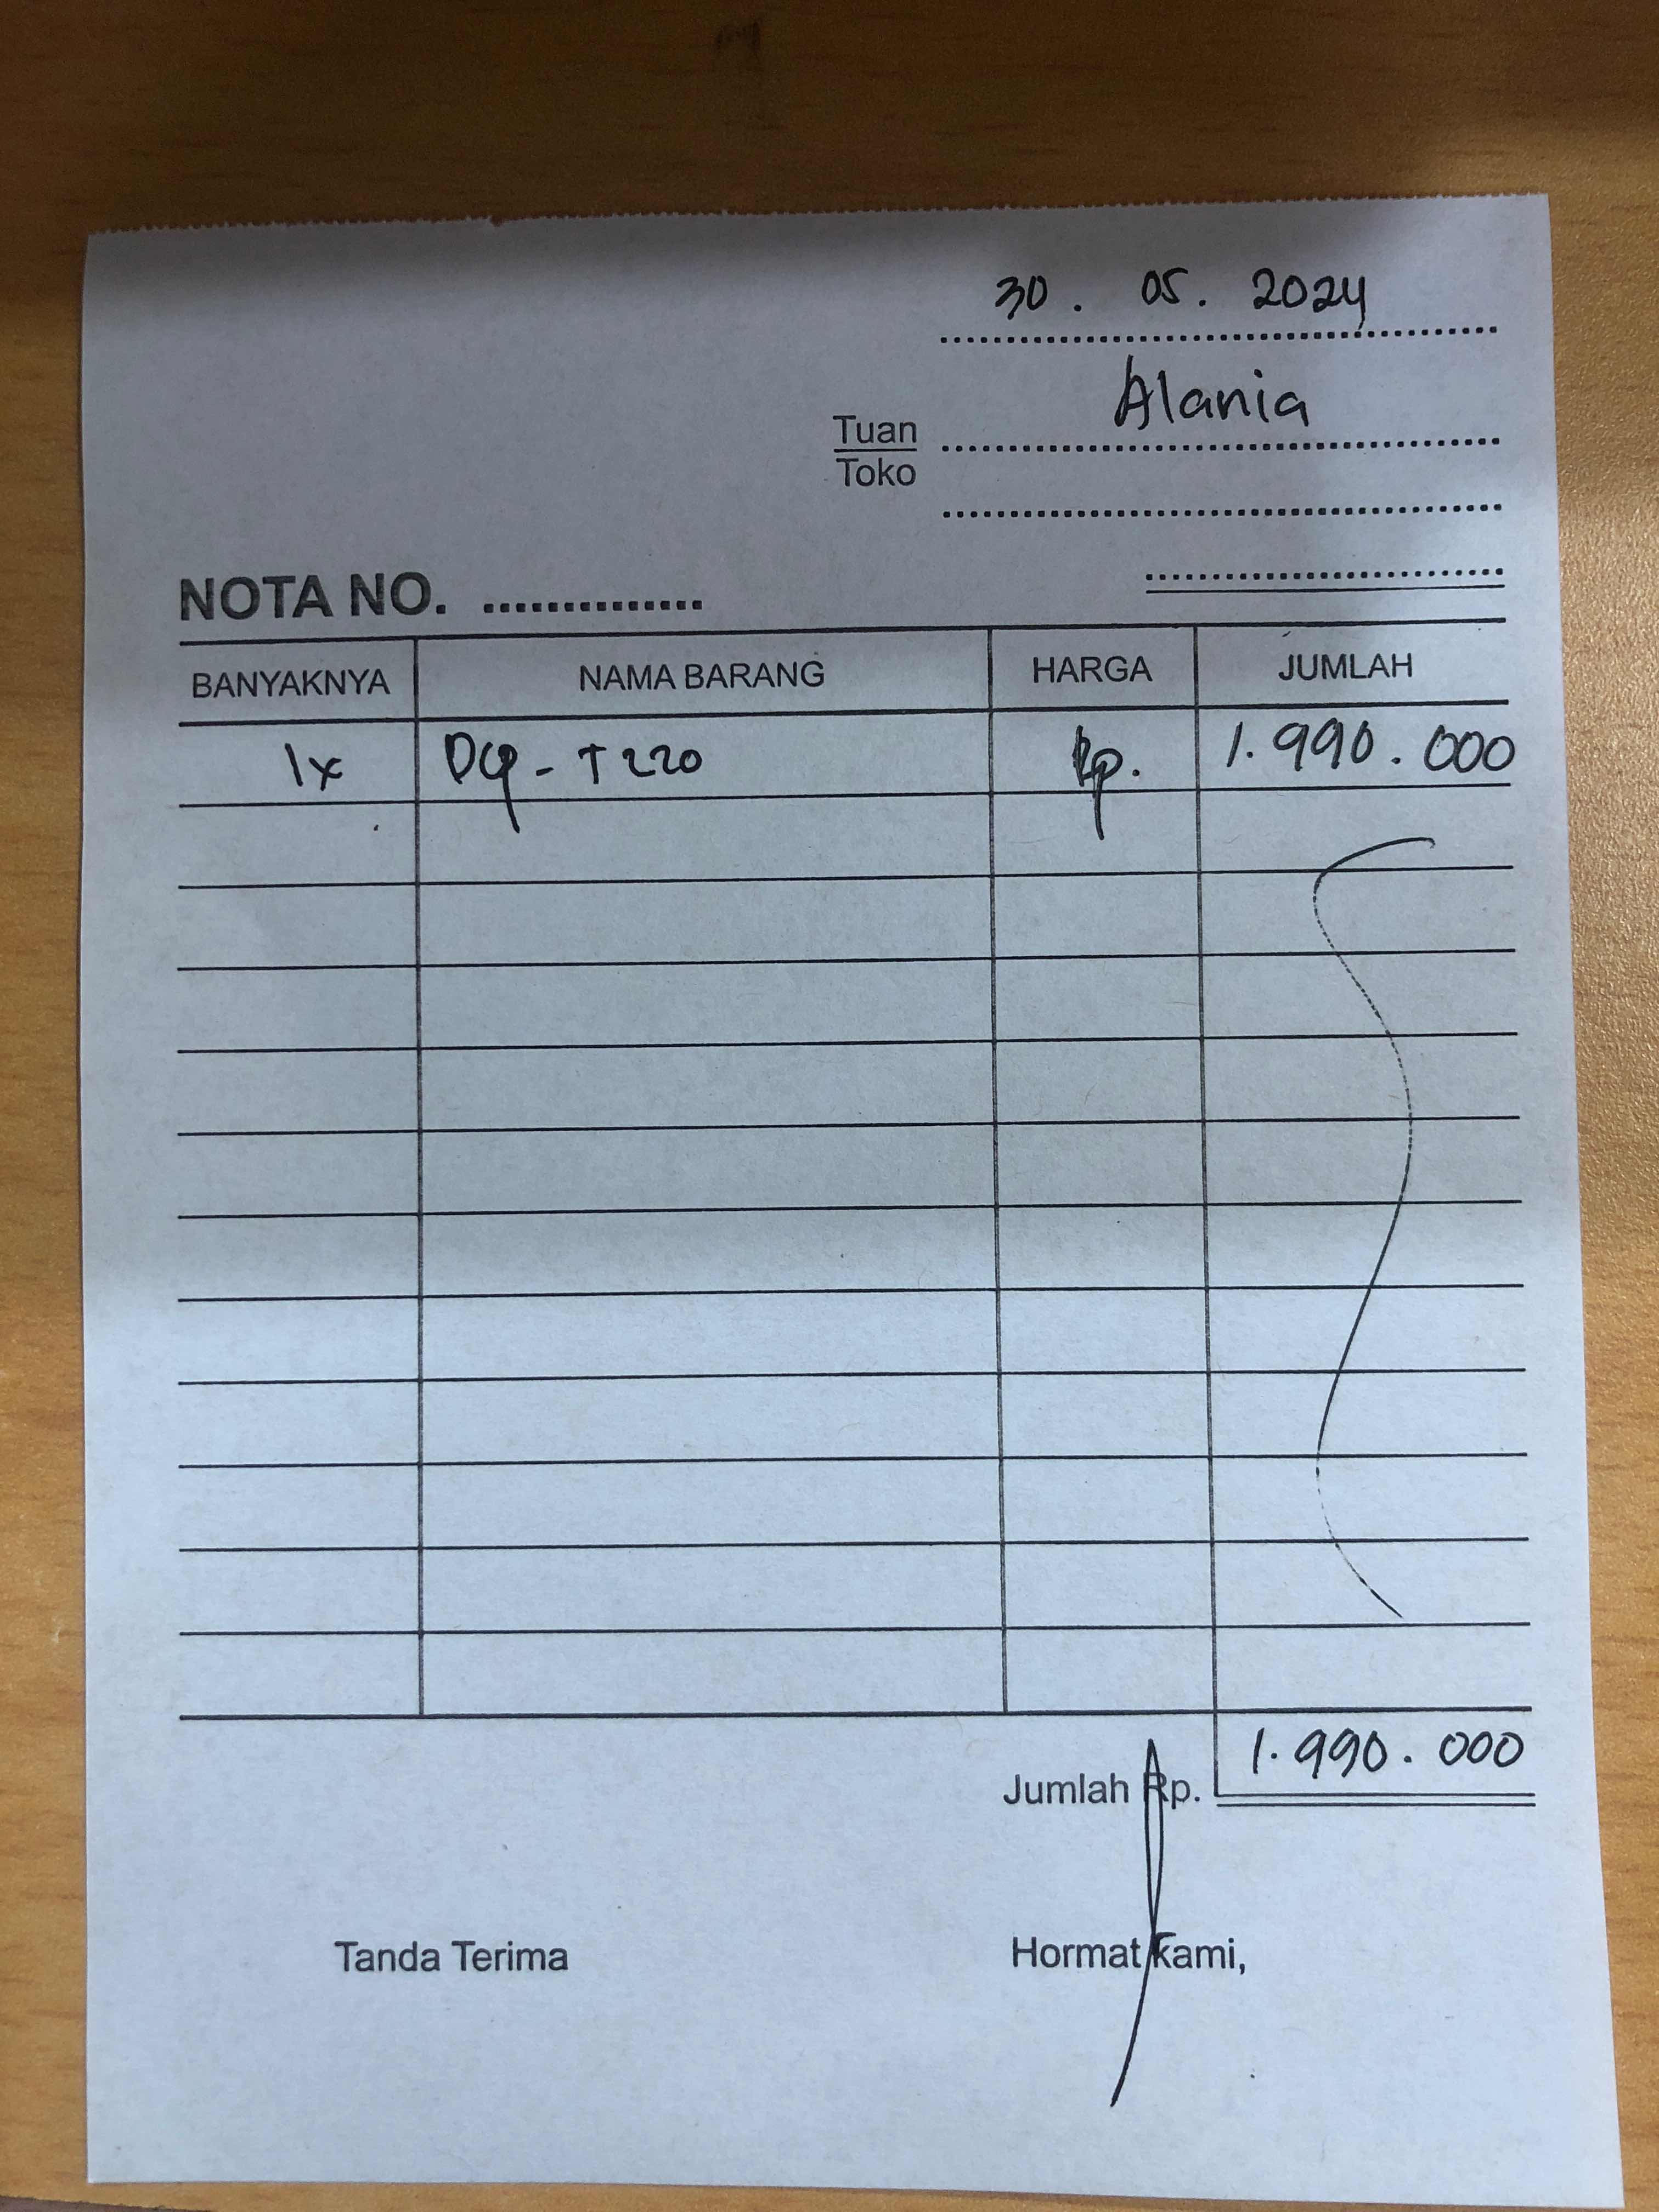 30 . 05 . 2024
Tuan Alania
Toko
NOTA NO. ..............
BANYAKNYA NAMA BARANG HARGA JUMLAH
1x DCP - T220 Rp. 1.990.000
Jumlah Rp. 1.990.000
Tanda Terima Hormat kami,